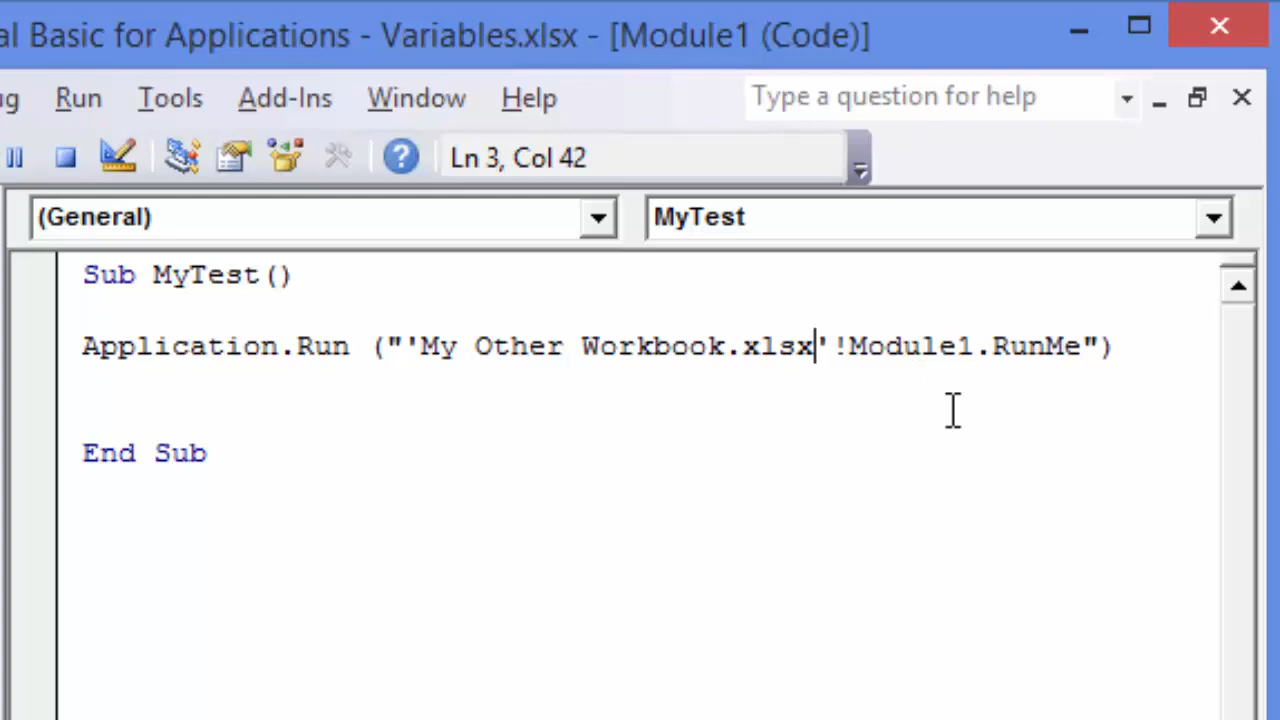 al Basic for Applications - Variables.xlsx - [Module1 (Code)]
ug Run Tools Add-Ins Window Help Type a question for help
Ln 3, Col 42
(General) MyTest
Sub MyTest()
Application.Run ("'My Other Workbook.xlsx'!Module1.RunMe")
End Sub